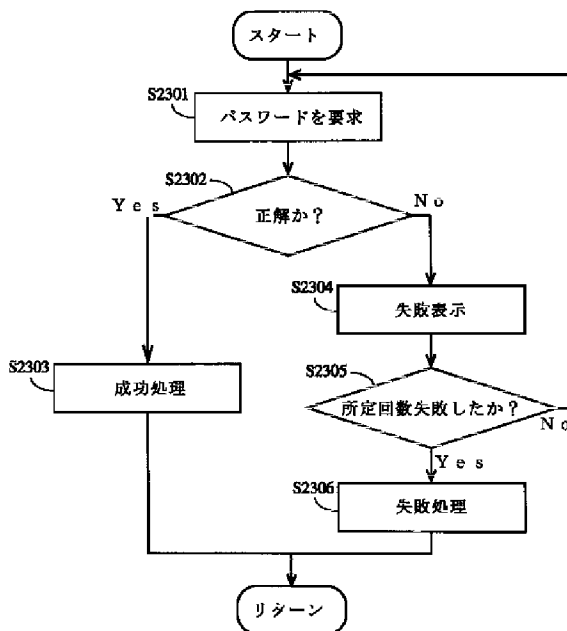 スタート
S2301
パスワードを要求
S2302
Yes
正解か？
No
S2304
失敗表示
S2303
成功処理
S2305
所定回数失敗したか？
No
Yes
S2306
失敗処理
リターン